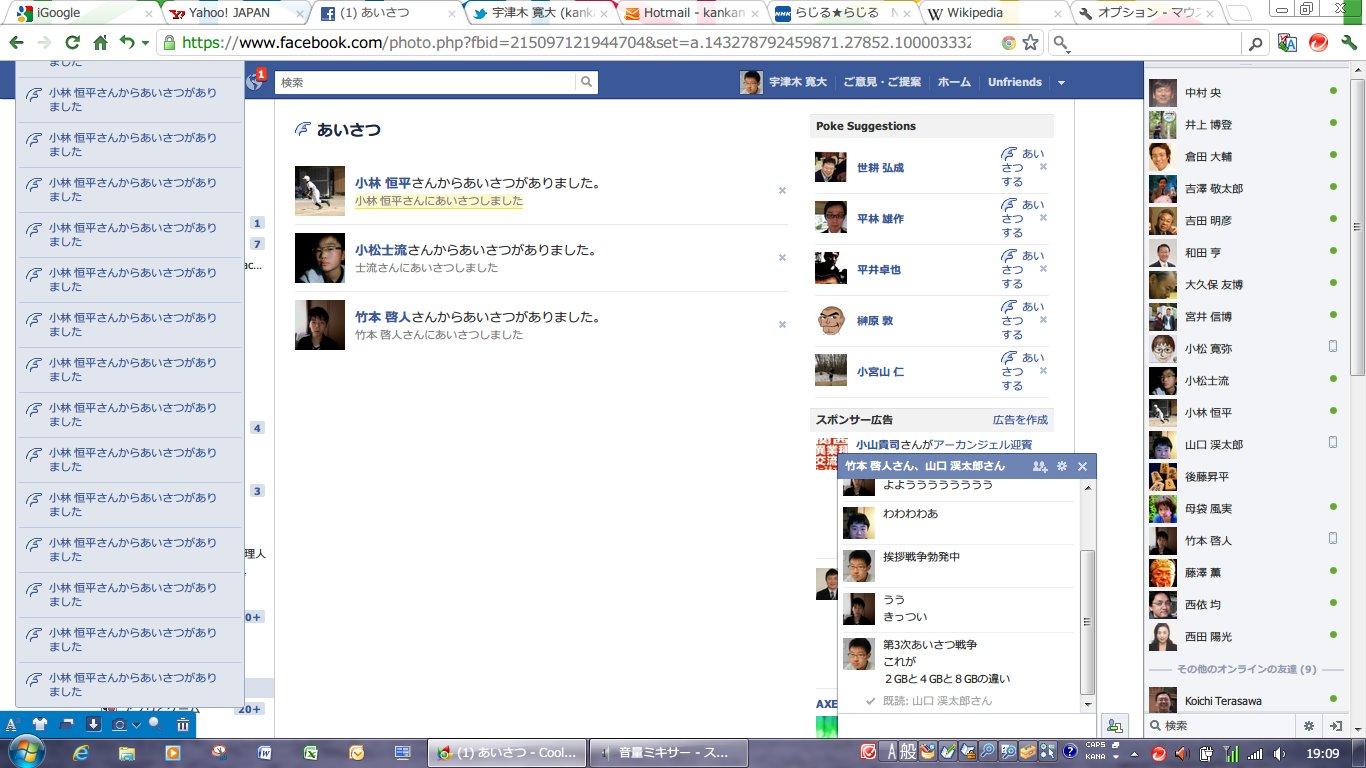 iGoogle
Yahoo! JAPAN
(1) あいさつ
宇津木 寛大 (kank
Hotmail - kankan
らじる★らじる N
Wikipedia
オプション - マウス
https://www.facebook.com/photo.php?fbid=215097121944704&set=a.143278792459871.27852.100003332
ました
小林 恒平さんからあいさつがあり
ました
小林 恒平さんからあいさつがあり
ました
小林 恒平さんからあいさつがあり
ました
小林 恒平さんからあいさつがあり
ました
小林 恒平さんからあいさつがあり
ました
小林 恒平さんからあいさつがあり
ました
小林 恒平さんからあいさつがあり
ました
小林 恒平さんからあいさつがあり
ました
小林 恒平さんからあいさつがあり
ました
小林 恒平さんからあいさつがあり
ました
小林 恒平さんからあいさつがあり
ました
小林 恒平さんからあいさつがあり
ました
小林 恒平さんからあいさつがあり
ました
小林 恒平さんからあいさつがあり
ました
1
1
7
ac...
4
3
理人
0+
20+
検索
宇津木 寛大
ご意見・ご提案
ホーム
Unfriends
あいさつ
小林 恒平さんからあいさつがありました。
小林 恒平さんにあいさつしました
小松士流さんからあいさつがありました。
士流さんにあいさつしました
竹本 啓人さんからあいさつがありました。
竹本 啓人さんにあいさつしました
Poke Suggestions
世耕 弘成
あい
さつ
する
平林 雄作
あい
さつ
する
平井卓也
あい
さつ
する
榊原 敦
あい
さつ
する
小宮山 仁
あい
さつ
する
スポンサー広告
広告を作成
小山貴司さんがアーカンジェル迎賓
AXE
竹本 啓人さん、山口 渓太郎さん
よようううううううう
わわわわあ
挨拶戦争勃発中
うう
きっつい
第3次あいさつ戦争
これが
２GBと４GBと８GBの違い
既読: 山口 渓太郎さん
中村 央
井上 博登
倉田 大輔
吉澤 敬太郎
吉田 明彦
和田 亨
大久保 友博
宮井 信博
小松 寛弥
小松士流
小林 恒平
山口 渓太郎
後藤昇平
母袋 風実
竹本 啓人
藤澤 薫
西依 均
西田 陽光
その他のオンラインの友達 (9)
Koichi Terasawa
検索
(1) あいさつ - Cool...
音量ミキサー - ス...
A 般
CAPS
KANA
19:09